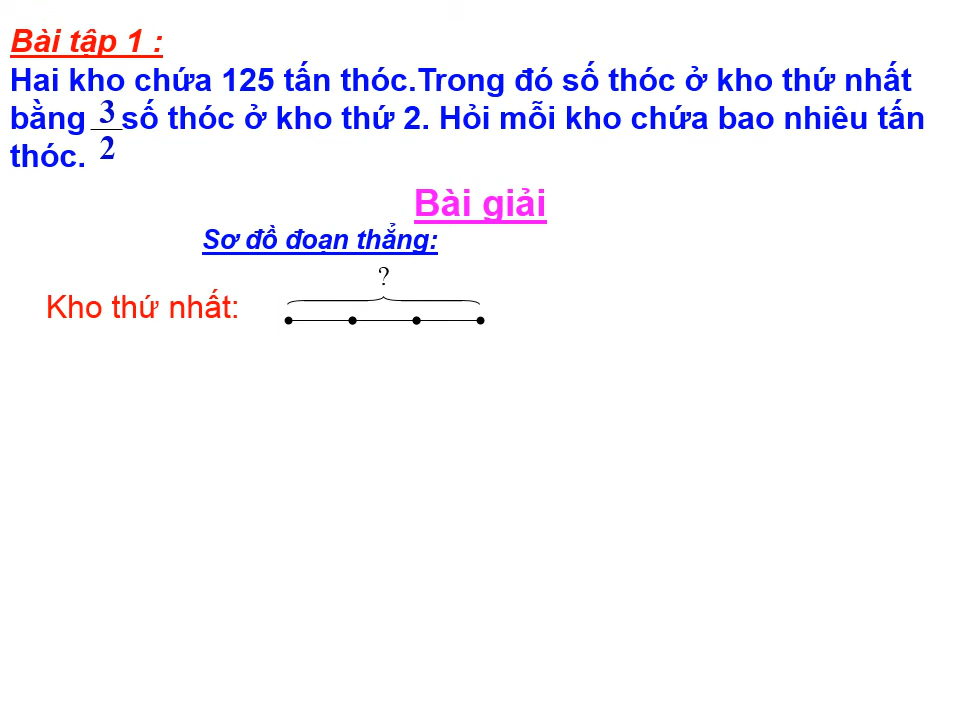 Bài tập 1 :
Hai kho chứa 125 tấn thóc.Trong đó số thóc ở kho thứ nhất
bằng 3/2 số thóc ở kho thứ 2. Hỏi mỗi kho chứa bao nhiêu tấn
thóc.
Bài giải
Sơ đồ đoạn thẳng:
?
Kho thứ nhất: